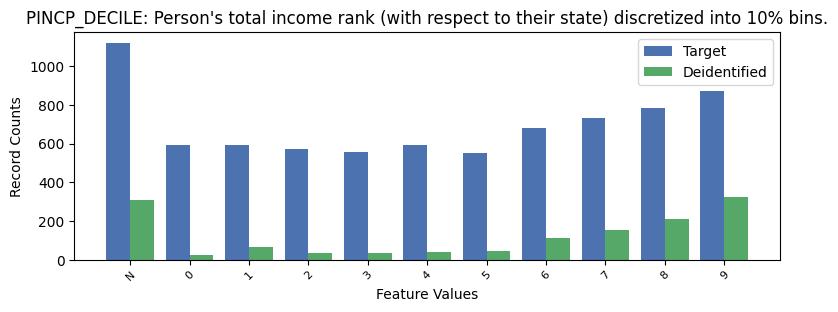 PINCP_DECILE: Person's total income rank (with respect to their state) discretized into 10% bins.
Target
Deidentified
Record Counts
1000
800
600
400
200
0
N 0 1 2 3 4 5 6 7 8 9
Feature Values